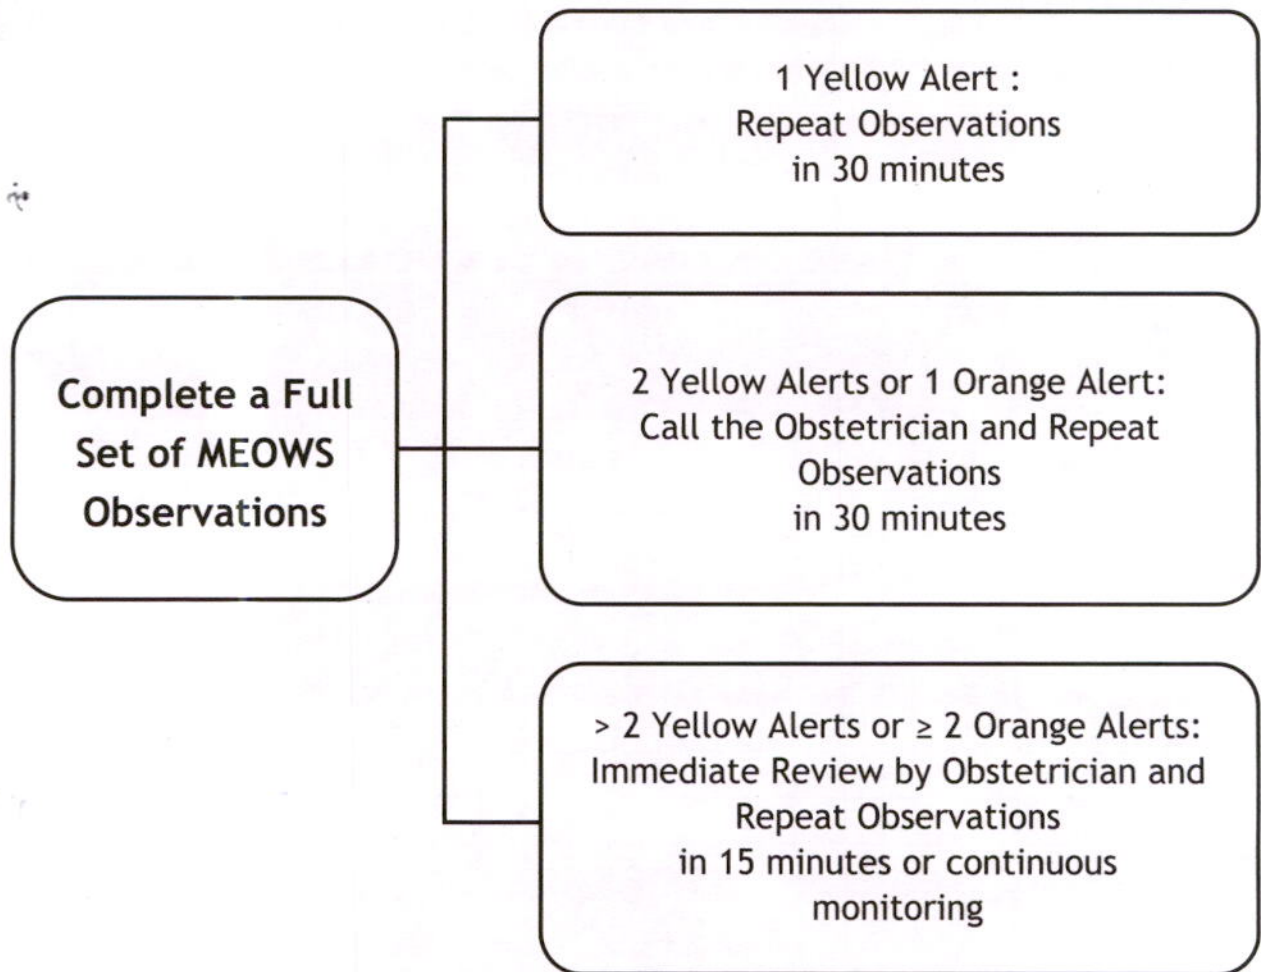 Complete a Full
Set of MEOWS
Observations
1 Yellow Alert :
Repeat Observations
in 30 minutes
2 Yellow Alerts or 1 Orange Alert:
Call the Obstetrician and Repeat
Observations
in 30 minutes
> 2 Yellow Alerts or ≥ 2 Orange Alerts:
Immediate Review by Obstetrician and
Repeat Observations
in 15 minutes or continuous
monitoring